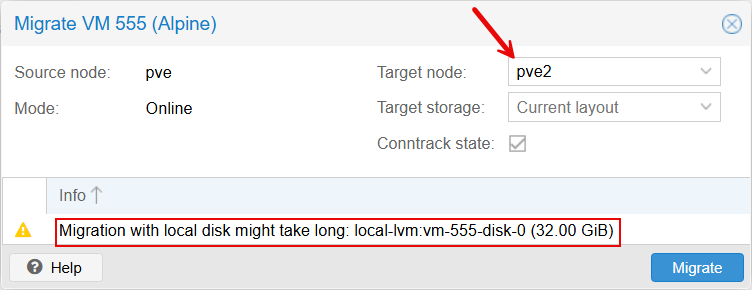 Migrate VM 555 (Alpine)
Source node: pve Target node: pve2
Mode: Online Target storage: Current layout
Conntrack state:
Info
Migration with local disk might take long: local-lvm:vm-555-disk-0 (32.00 GiB)
? Help Migrate